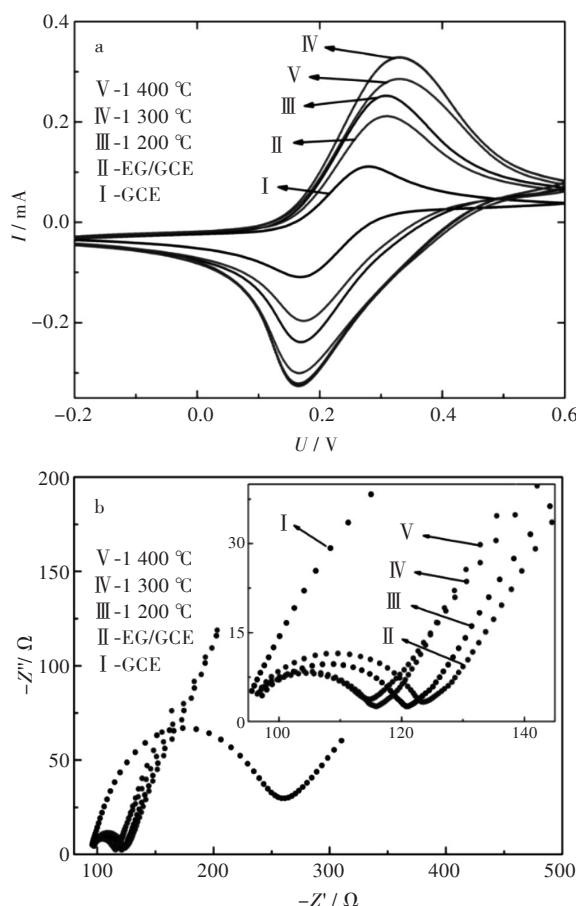 a
Ⅴ-1 400 ℃
Ⅳ-1 300 ℃
Ⅲ-1 200 ℃
Ⅱ-EG/GCE
Ⅰ-GCE
Ⅳ
Ⅴ
Ⅲ
Ⅱ
Ⅰ
0.4
0.2
0.0
-0.2
I / mA
-0.2 0.0 0.2 0.4 0.6
U / V
b
Ⅴ-1 400 ℃
Ⅳ-1 300 ℃
Ⅲ-1 200 ℃
Ⅱ-EG/GCE
Ⅰ-GCE
200
150
100
50
0
-Z″/ Ω
30
15
0
Ⅰ
Ⅴ
Ⅳ
Ⅲ
Ⅱ
100 120 140
100 200 300 400 500
-Z′ / Ω